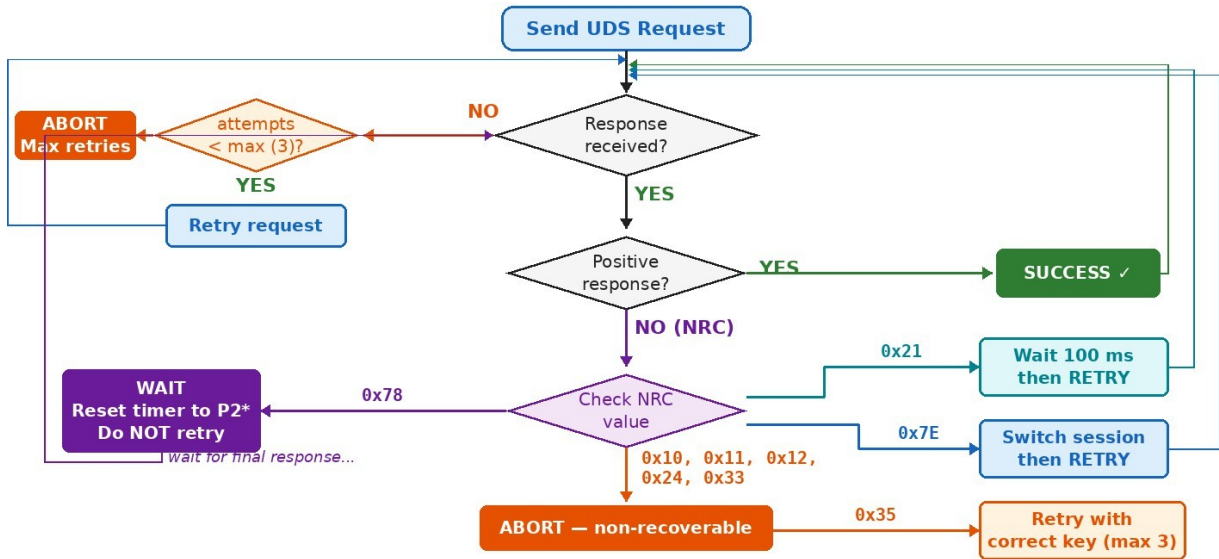 Send UDS Request
NO
Response
received?
attempts
< max (3)?
ABORT
Max retries
YES
YES
Retry request
Positive
response?
YES
SUCCESS ✓
NO (NRC)
0x21
Wait 100 ms
then RETRY
WAIT
Reset timer to P2*
Do NOT retry
0x78
Check NRC
value
0x7E
Switch session
then RETRY
wait for final response...
0x10, 0x11, 0x12,
0x24, 0x33
ABORT — non-recoverable
0x35
Retry with
correct key (max 3)